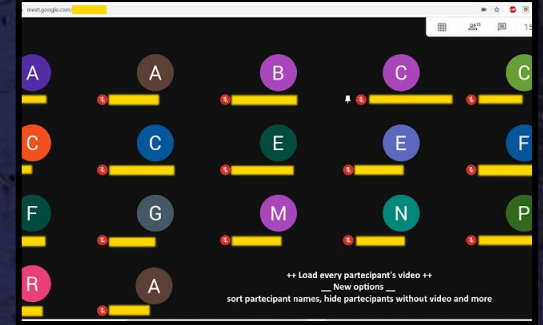 meet.google.com/
15
A A B C C
C C E E F
F G M N P
R A
++ Load every partecipant's video ++
__ New options __
sort partecipant names, hide partecipants without video and more